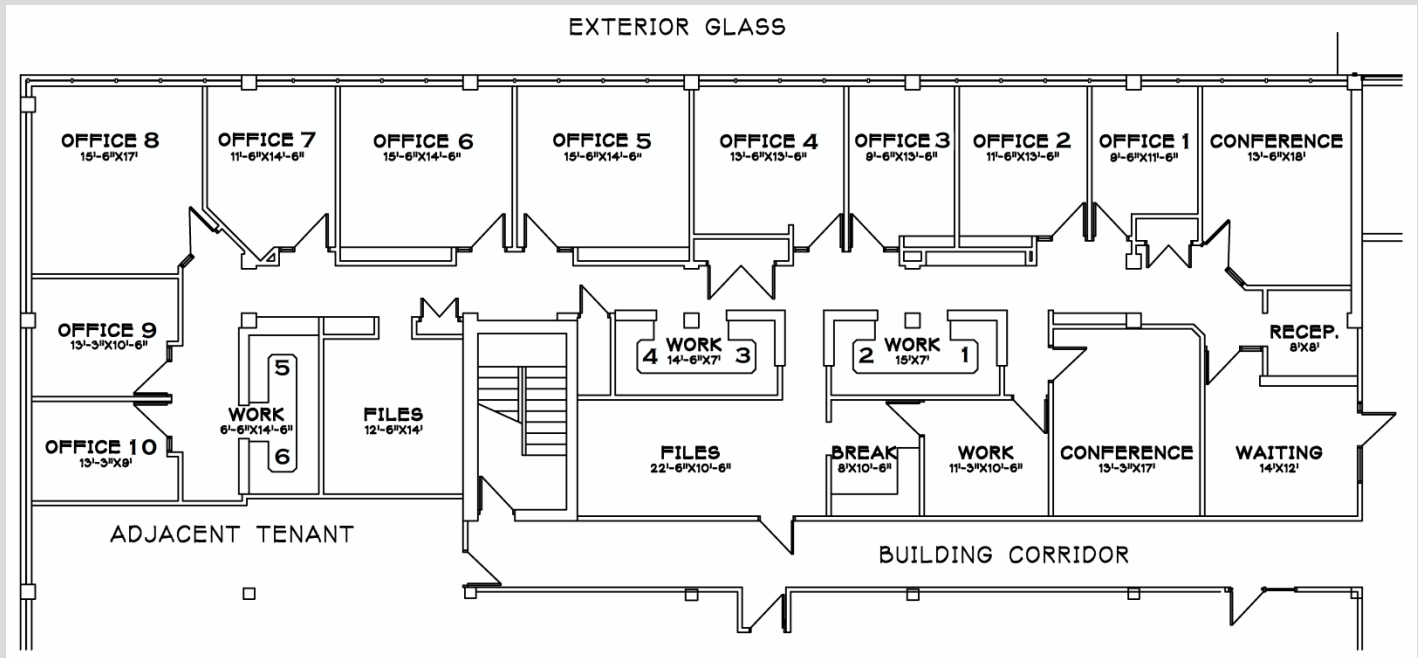 EXTERIOR GLASS
OFFICE 8
15'-6"X17'
OFFICE 7
11'-6"X14'-6"
OFFICE 6
15'-6"X14'-6"
OFFICE 5
15'-6"X14'-6"
OFFICE 4
13'-6"X13'-6"
OFFICE 3
9'-6"X13'-6"
OFFICE 2
11'-6"X13'-6"
OFFICE 1
9'-6"X11'-6"
CONFERENCE
13'-6"X18'
OFFICE 9
13'-3"X10'-6"
4
WORK
14'-6"X7'
3
2
WORK
15'X7'
1
RECEP.
8'X8'
5
WORK
6'-6"X14'-6"
6
FILES
12'-6"X14'
OFFICE 10
13'-3"X9'
FILES
22'-6"X10'-6"
BREAK
8'X10'-6"
WORK
11'-3"X10'-6"
CONFERENCE
13'-3"X17'
WAITING
14'X12'
ADJACENT TENANT
BUILDING CORRIDOR